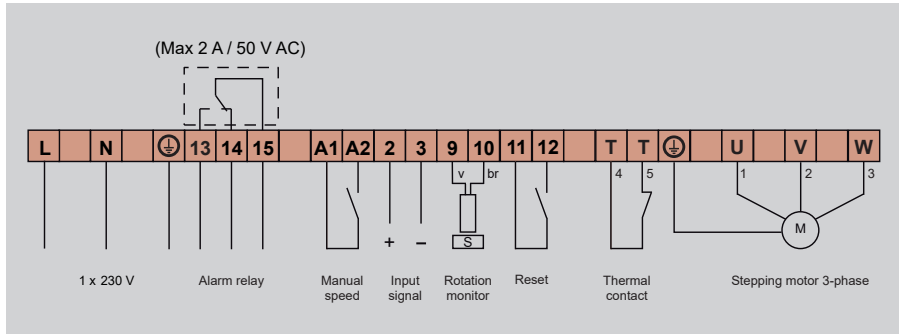 (Max 2 A / 50 V AC)
L N 13 14 15 A1 A2 2 3 9 10 11 12 T T U V W
v br 4 5 1 2 3
+ – S M
1 x 230 V Alarm relay Manual speed Input signal Rotation monitor Reset Thermal contact Stepping motor 3-phase